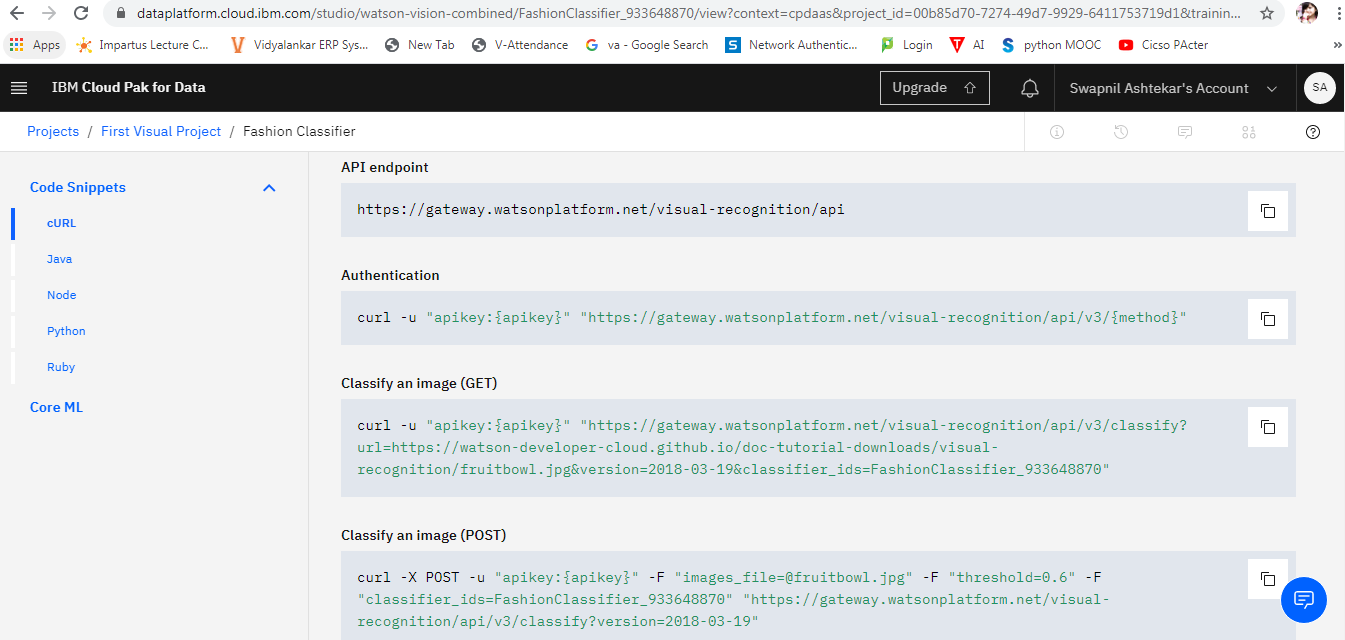 dataplatform.cloud.ibm.com/studio/watson-vision-combined/FashionClassifier_933648870/view?context=cpdaas&project_id=00b85d70-7274-49d7-9929-6411753719d1&trainin...
Apps Impartus Lecture C... Vidyalankar ERP Sys... New Tab V-Attendance va - Google Search Network Authentic... Login AI python MOOC Cicso PActer »
IBM Cloud Pak for Data Upgrade Swapnil Ashtekar's Account SA
Projects / First Visual Project / Fashion Classifier
Code Snippets
cURL
Java
Node
Python
Ruby
Core ML
API endpoint
https://gateway.watsonplatform.net/visual-recognition/api
Authentication
curl -u "apikey:{apikey}" "https://gateway.watsonplatform.net/visual-recognition/api/v3/{method}"
Classify an image (GET)
curl -u "apikey:{apikey}" "https://gateway.watsonplatform.net/visual-recognition/api/v3/classify?
url=https://watson-developer-cloud.github.io/doc-tutorial-downloads/visual-
recognition/fruitbowl.jpg&version=2018-03-19&classifier_ids=FashionClassifier_933648870"
Classify an image (POST)
curl -X POST -u "apikey:{apikey}" -F "images_file=@fruitbowl.jpg" -F "threshold=0.6" -F
"classifier_ids=FashionClassifier_933648870" "https://gateway.watsonplatform.net/visual-
recognition/api/v3/classify?version=2018-03-19"